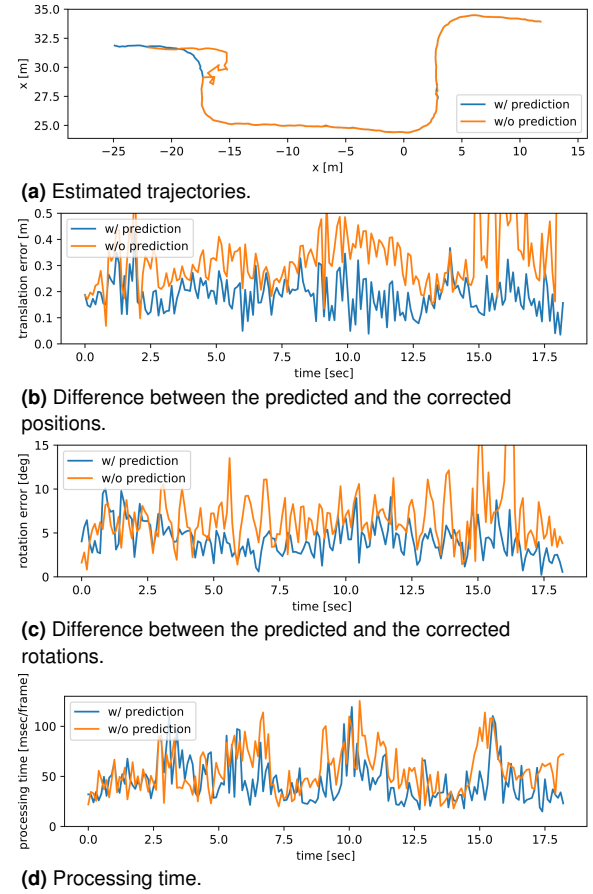 35.0
32.5
30.0
27.5
25.0
x [m]
w/ prediction
w/o prediction
−25 −20 −15 −10 −5 0 5 10 15
x [m]
(a) Estimated trajectories.
0.5
0.4
0.3
0.2
0.1
0.0
translation error [m]
w/ prediction
w/o prediction
0.0 2.5 5.0 7.5 10.0 12.5 15.0 17.5
time [sec]
(b) Difference between the predicted and the corrected
positions.
15
10
5
0
rotation error [deg]
w/ prediction
w/o prediction
0.0 2.5 5.0 7.5 10.0 12.5 15.0 17.5
time [sec]
(c) Difference between the predicted and the corrected
rotations.
100
50
0
processing time [msec/frame]
w/ prediction
w/o prediction
0.0 2.5 5.0 7.5 10.0 12.5 15.0 17.5
time [sec]
(d) Processing time.